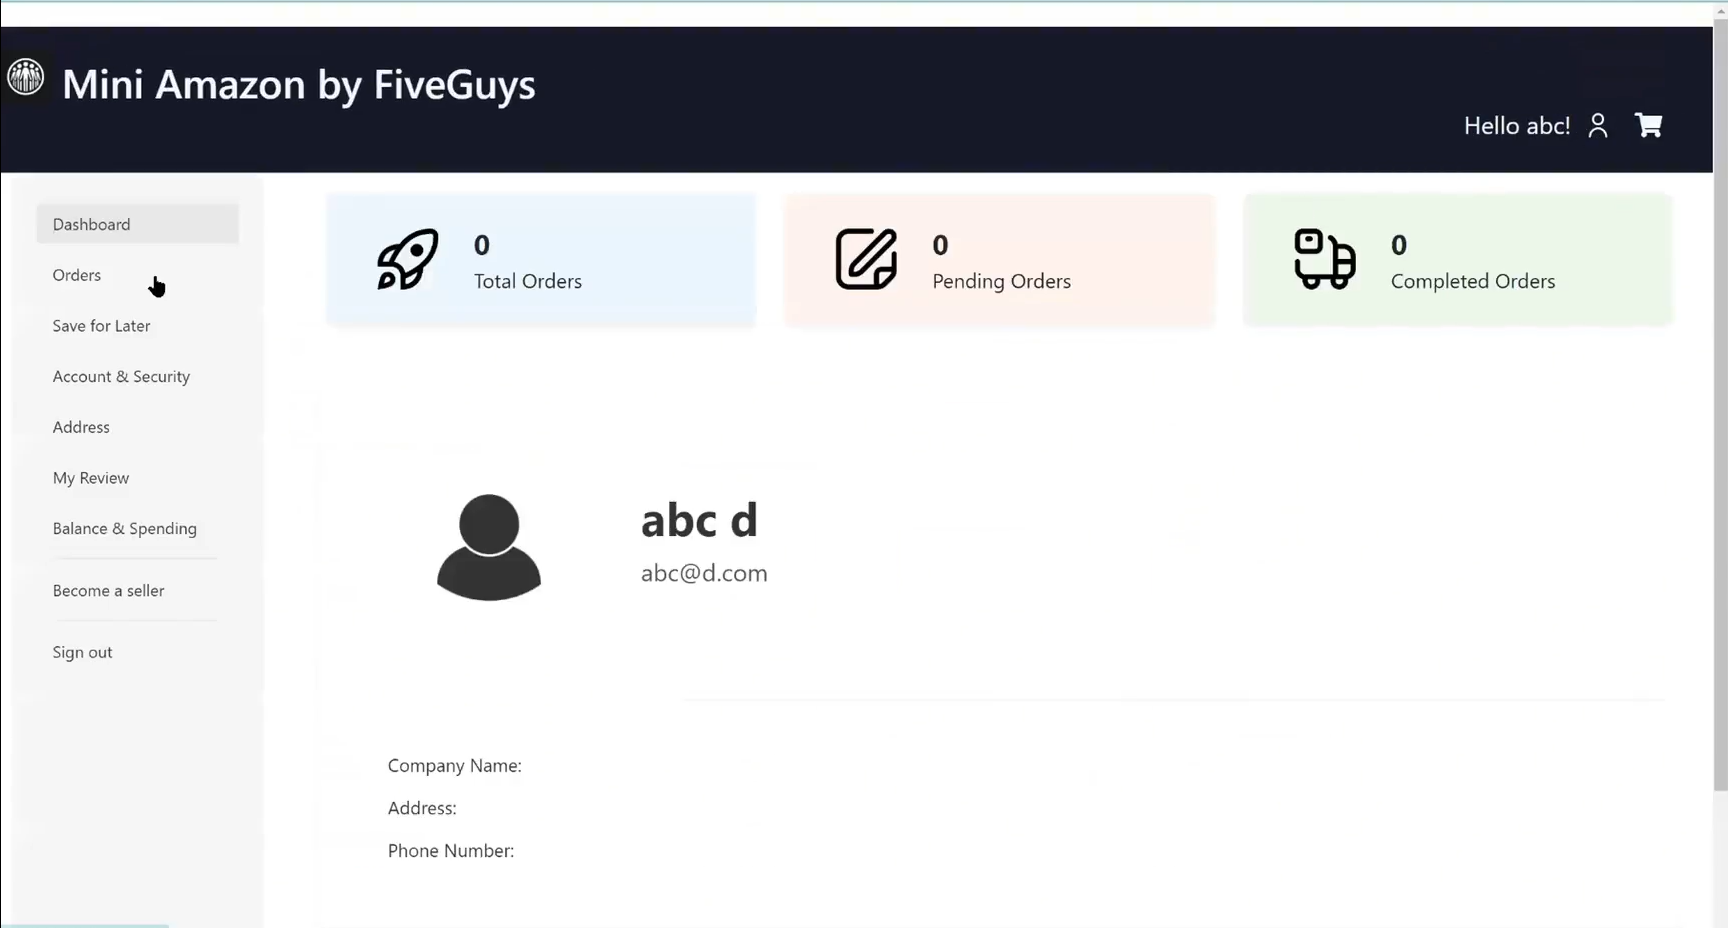 Mini Amazon by FiveGuys
Hello abc!
Dashboard
Orders
Save for Later
Account & Security
Address
My Review
Balance & Spending
Become a seller
Sign out
0
Total Orders
0
Pending Orders
0
Completed Orders
abc d
abc@d.com
Company Name:
Address:
Phone Number: